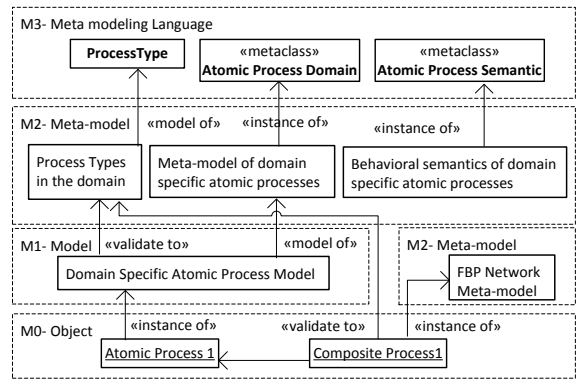 M3- Meta modeling Language
ProcessType
«metaclass»
Atomic Process Domain
«metaclass»
Atomic Process Semantic
M2- Meta-model
«model of»
«instance of»
«instance of»
Process Types
in the domain
Meta-model of domain
specific atomic processes
Behavioral semantics of domain
specific atomic processes
M1- Model
«validate to»
«model of»
Domain Specific Atomic Process Model
M2- Meta-model
FBP Network
Meta-model
M0- Object
«instance of»
«validate to»
«instance of»
Atomic Process 1
Composite Process1